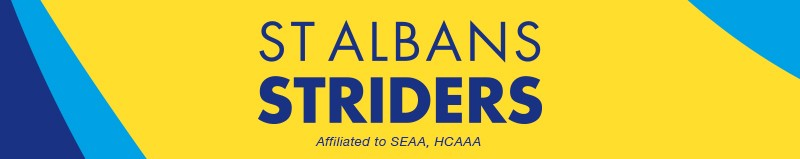 ST ALBANS
STRIDERS
Affiliated to SEAA, HCAAA